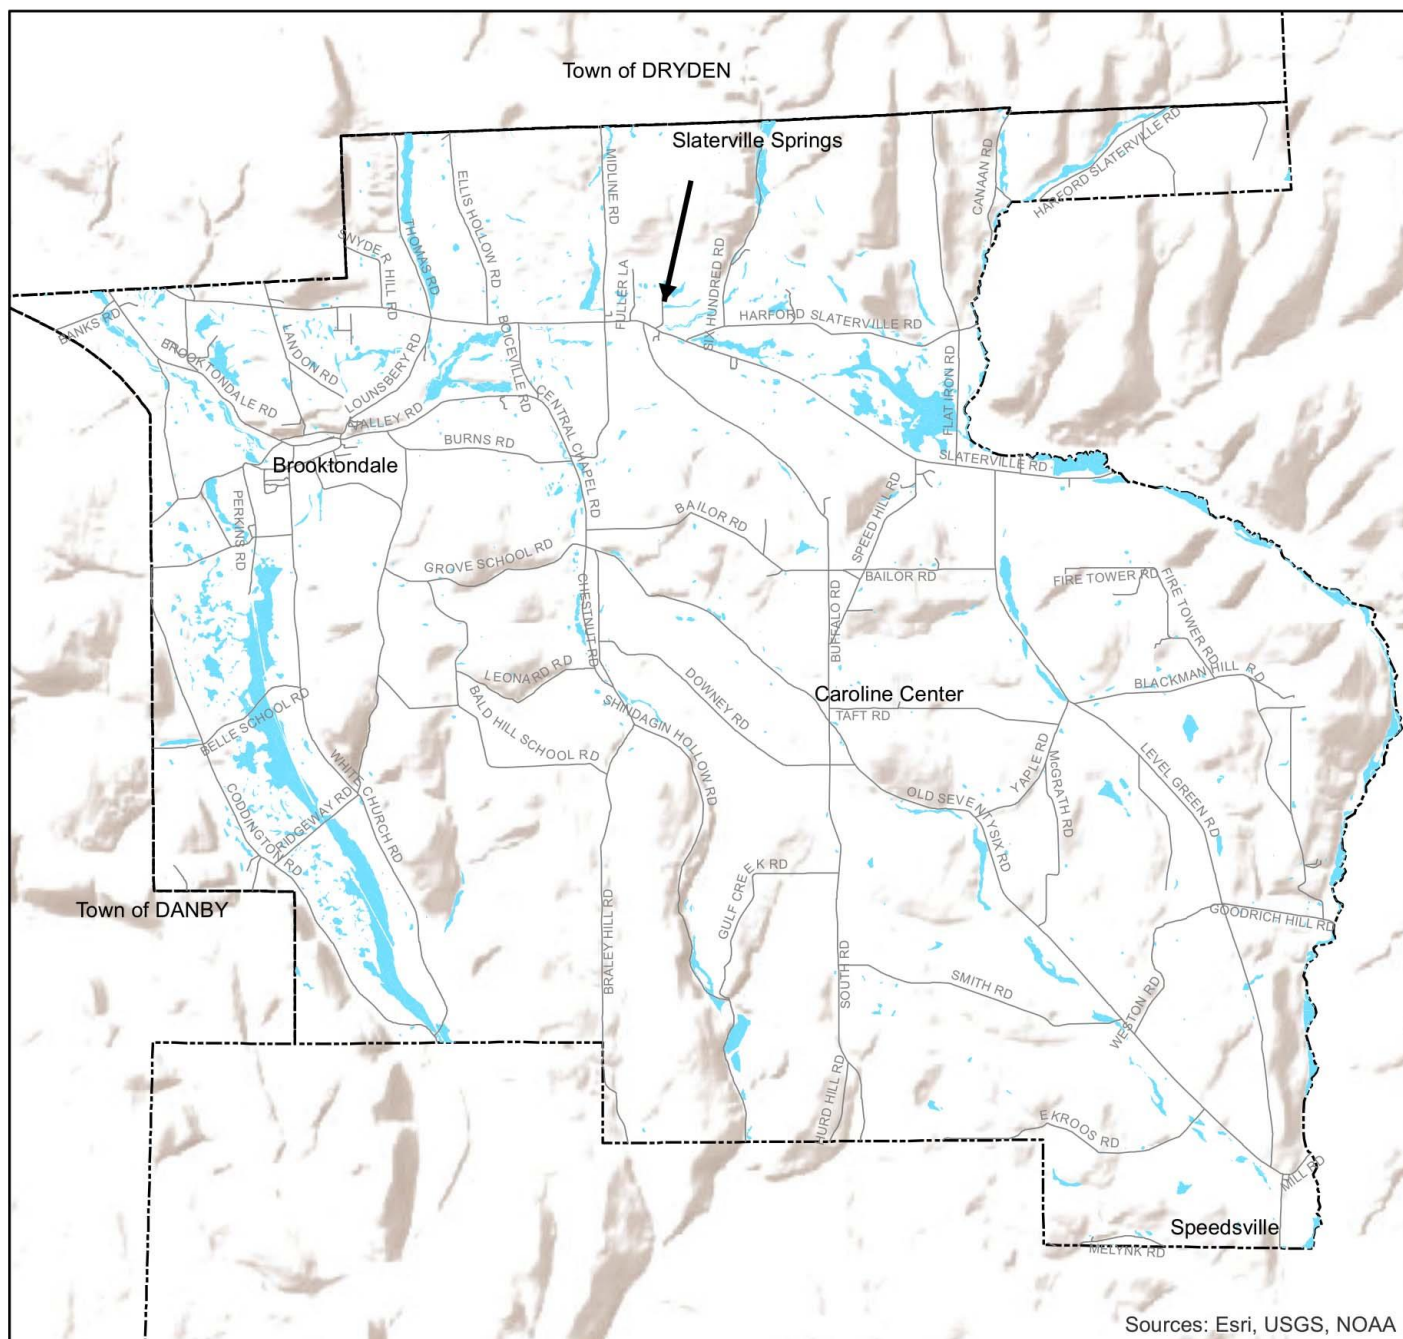 Town of DRYDEN
Slaterville Springs
HARFORD SLATERVILLE RD
CANAAN RD
MIDLINE RD
ELLIS HOLLOW RD
THOMAS RD
SNYDER HILL RD
SIX HUNDRED RD
FULLER LA
HARFORD SLATERVILLE RD
BANKS RD
BROOKTONDALE RD
LANDON RD
LOUNSBERY RD
BOICEVILLE RD
VALLEY RD
CENTRAL CHAPEL RD
FLAT IRON RD
BURNS RD
SLATERVILLE RD
Brooktondale
PERKINS RD
BAILOR RD
SPEED HILL RD
GROVE SCHOOL RD
CHESTNUT RD
BAILOR RD
BUFFALO RD
FIRE TOWER RD
FIRE TOWER RD
LEONARD RD
BALD HILL SCHOOL RD
SHINDAGIN HOLLOW RD
DOWNEY RD
Caroline Center
TAFT RD
BLACKMAN HILL RD
BELLE SCHOOL RD
WHITE CHURCH RD
CODDINGTON RD
RIDGEWAY RD
YAPLE RD
McGRATH RD
LEVEL GREEN RD
OLD SEVENTYSIX RD
GULF CREEK RD
Town of DANBY
GOODRICH HILL RD
BRALEY HILL RD
SOUTH RD
SMITH RD
WESTON RD
HURD HILL RD
E KROOS RD
MILL RD
Speedsville
MELYNK RD
Sources: Esri, USGS, NOAA